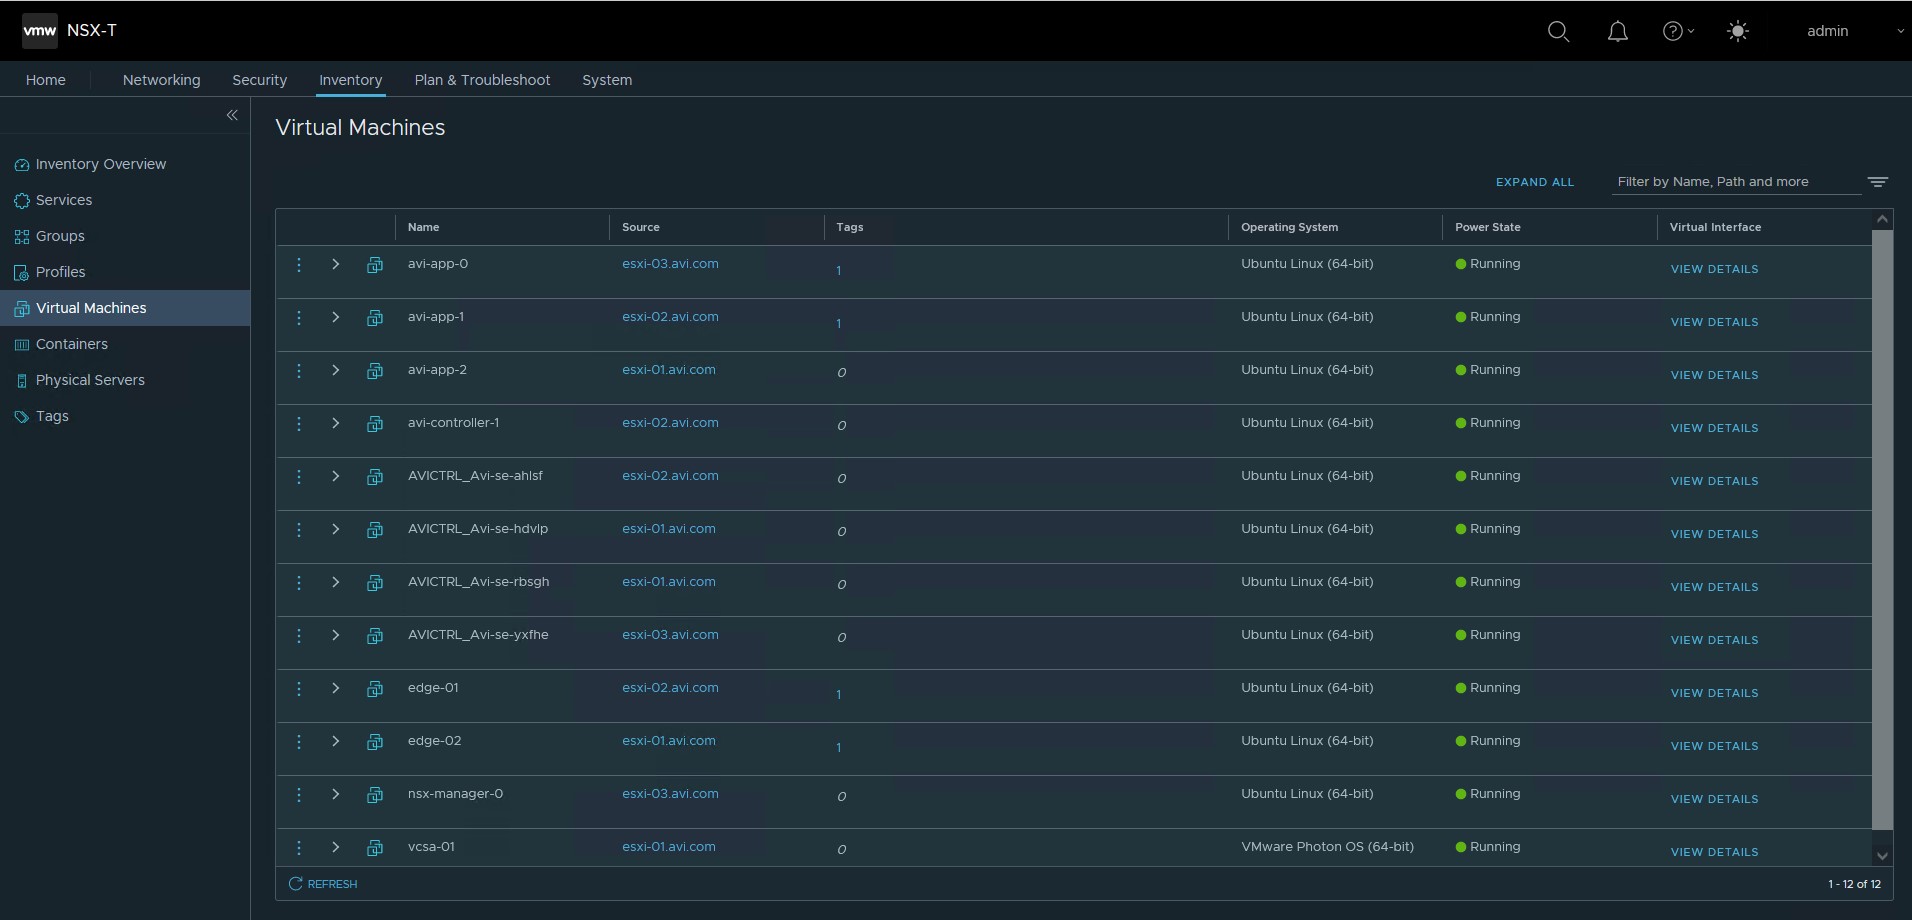 vmw NSX-T admin
Home Networking Security Inventory Plan & Troubleshoot System
Virtual Machines
Inventory Overview
Services
Groups
Profiles
Virtual Machines
Containers
Physical Servers
Tags
EXPAND ALL Filter by Name, Path and more
Name Source Tags Operating System Power State Virtual Interface
avi-app-0 esxi-03.avi.com 1 Ubuntu Linux (64-bit) Running VIEW DETAILS
avi-app-1 esxi-02.avi.com 1 Ubuntu Linux (64-bit) Running VIEW DETAILS
avi-app-2 esxi-01.avi.com 0 Ubuntu Linux (64-bit) Running VIEW DETAILS
avi-controller-1 esxi-02.avi.com 0 Ubuntu Linux (64-bit) Running VIEW DETAILS
AVICTRL_Avi-se-ahlsf esxi-02.avi.com 0 Ubuntu Linux (64-bit) Running VIEW DETAILS
AVICTRL_Avi-se-hdvlp esxi-01.avi.com 0 Ubuntu Linux (64-bit) Running VIEW DETAILS
AVICTRL_Avi-se-rbsgh esxi-01.avi.com 0 Ubuntu Linux (64-bit) Running VIEW DETAILS
AVICTRL_Avi-se-yxfhe esxi-03.avi.com 0 Ubuntu Linux (64-bit) Running VIEW DETAILS
edge-01 esxi-02.avi.com 1 Ubuntu Linux (64-bit) Running VIEW DETAILS
edge-02 esxi-01.avi.com 1 Ubuntu Linux (64-bit) Running VIEW DETAILS
nsx-manager-0 esxi-03.avi.com 0 Ubuntu Linux (64-bit) Running VIEW DETAILS
vcsa-01 esxi-01.avi.com 0 VMware Photon OS (64-bit) Running VIEW DETAILS
REFRESH 1 - 12 of 12